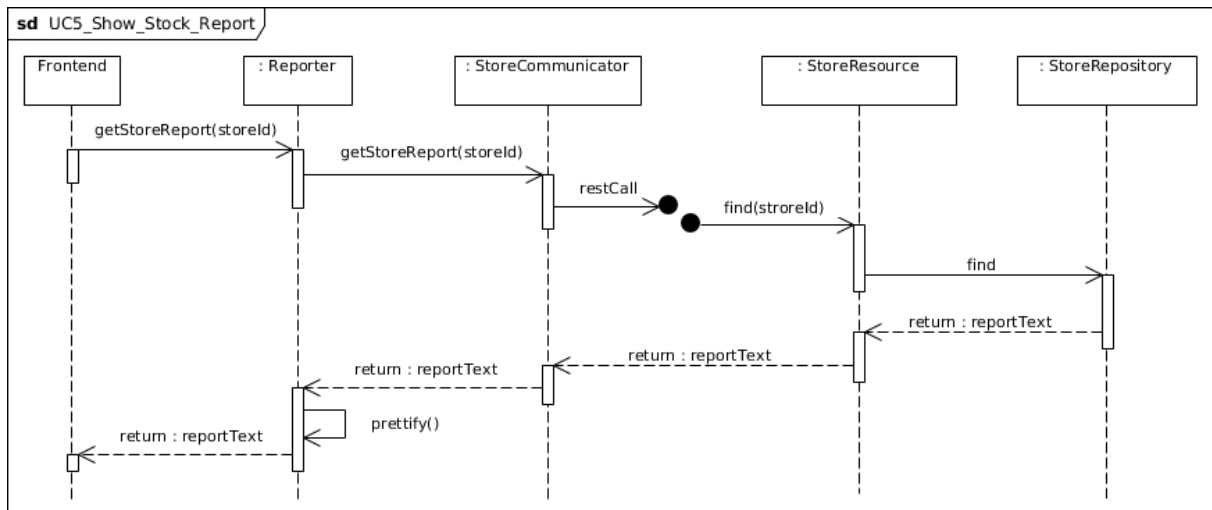 sd UC5_Show_Stock_Report
Frontend
: Reporter
: StoreCommunicator
: StoreResource
: StoreRepository
getStoreReport(storeId)
getStoreReport(storeId)
restCall
find(stroreId)
find
return : reportText
return : reportText
return : reportText
prettify()
return : reportText